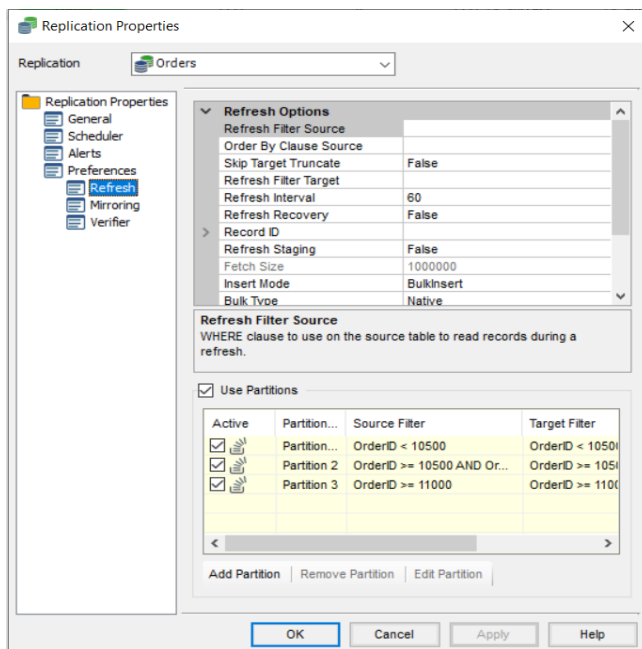 Replication Properties
Replication Orders
Replication Properties
General
Scheduler
Alerts
Preferences
Refresh
Mirroring
Verifier
Refresh Options
Refresh Filter Source
Order By Clause Source
Skip Target Truncate False
Refresh Filter Target
Refresh Interval 60
Refresh Recovery False
Record ID
Refresh Staging False
Fetch Size 1000000
Insert Mode BulkInsert
Bulk Type Native
Refresh Filter Source
WHERE clause to use on the source table to read records during a
refresh.
Use Partitions
Active Partition... Source Filter Target Filter
Partition... OrderID < 10500 OrderID < 1050
Partition 2 OrderID >= 10500 AND Or... OrderID >= 105
Partition 3 OrderID >= 11000 OrderID >= 110
Add Partition Remove Partition Edit Partition
OK Cancel Apply Help